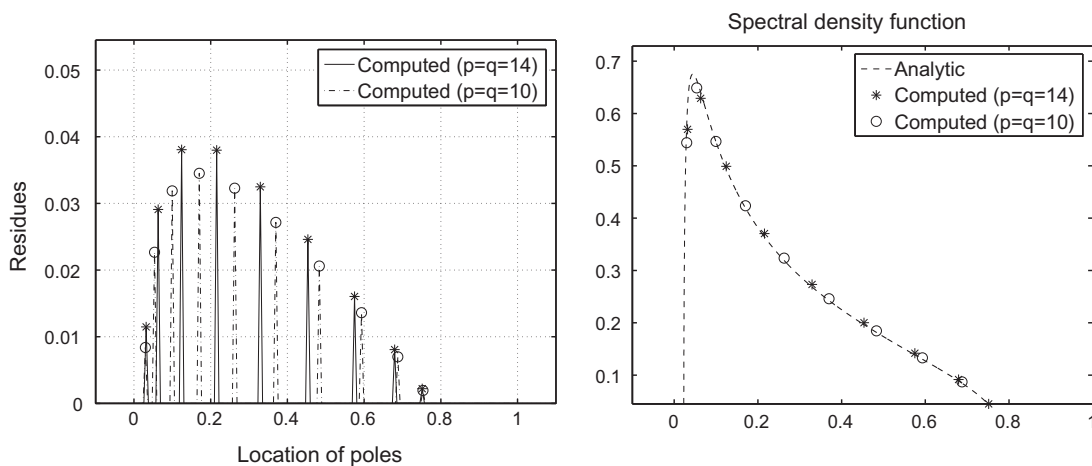 Residues
0.05
0.04
0.03
0.02
0.01
0
0 0.2 0.4 0.6 0.8 1
Location of poles
Computed (p=q=14)
Computed (p=q=10)
Spectral density function
0.7
0.6
0.5
0.4
0.3
0.2
0.1
0 0.2 0.4 0.6 0.8 1
Analytic
Computed (p=q=14)
Computed (p=q=10)